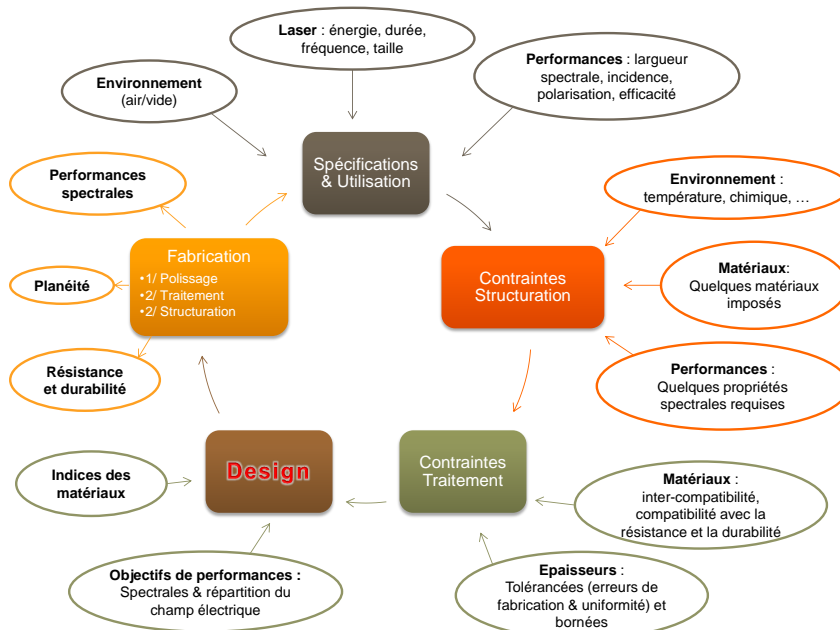 Laser : énergie, durée,
fréquence, taille
Environnement
(air/vide)
Performances : largueur
spectrale, incidence,
polarisation, efficacité
Spécifications
& Utilisation
Performances
spectrales
Environnement :
température, chimique, …
Fabrication
•1/ Polissage
•2/ Traitement
•2/ Structuration
Planéité
Contraintes
Structuration
Matériaux:
Quelques matériaux
imposés
Résistance
et durabilité
Performances :
Quelques propriétés
spectrales requises
Indices des
matériaux
Design
Contraintes
Traitement
Matériaux :
inter-compatibilité,
compatibilité avec la
résistance et la durabilité
Objectifs de performances :
Spectrales & répartition du
champ électrique
Epaisseurs :
Tolérancées (erreurs de
fabrication & uniformité) et
bornées